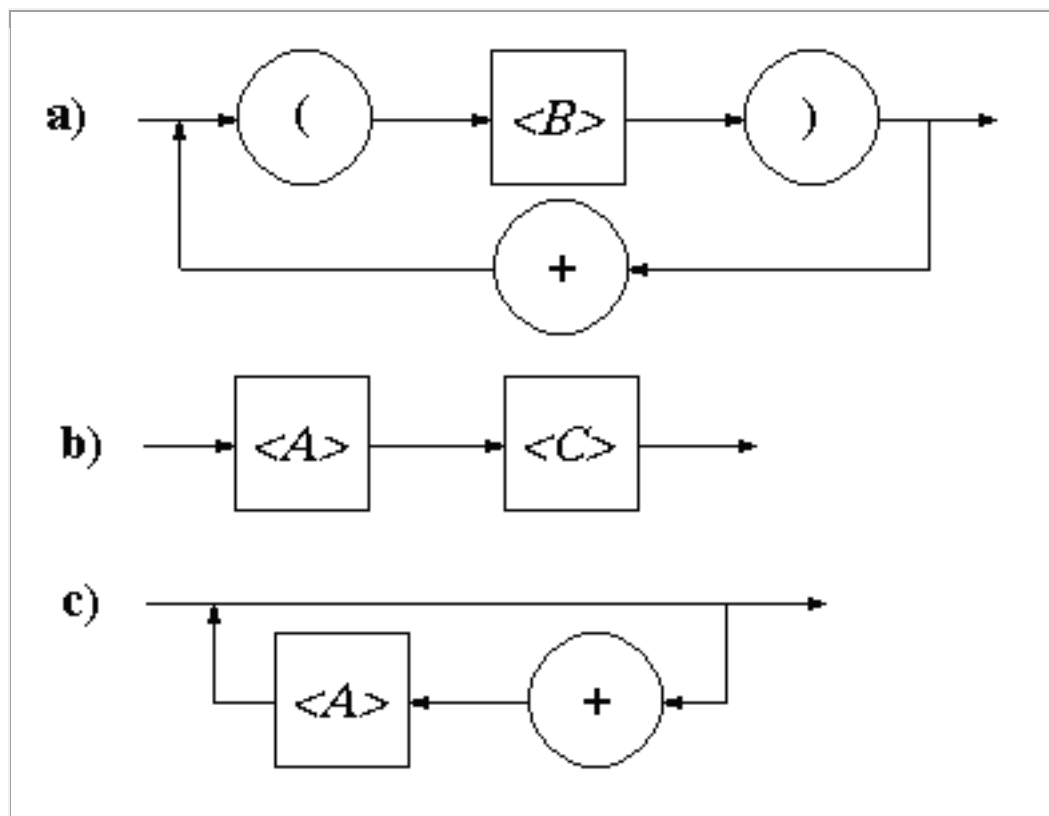 a) ( <B> )
+
b) <A> <C>
c)
<A> +